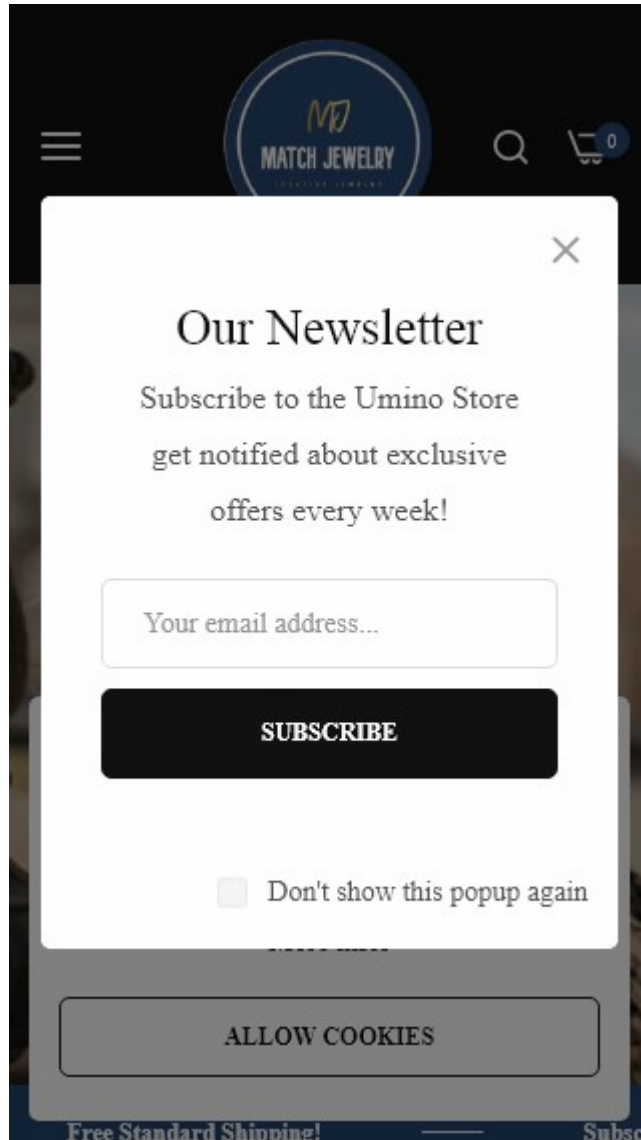 MATCH JEWELRY
0
Our Newsletter
Subscribe to the Umino Store
get notified about exclusive
offers every week!
Your email address...
SUBSCRIBE
Don't show this popup again
ALLOW COOKIES
Free Standard Shipping!